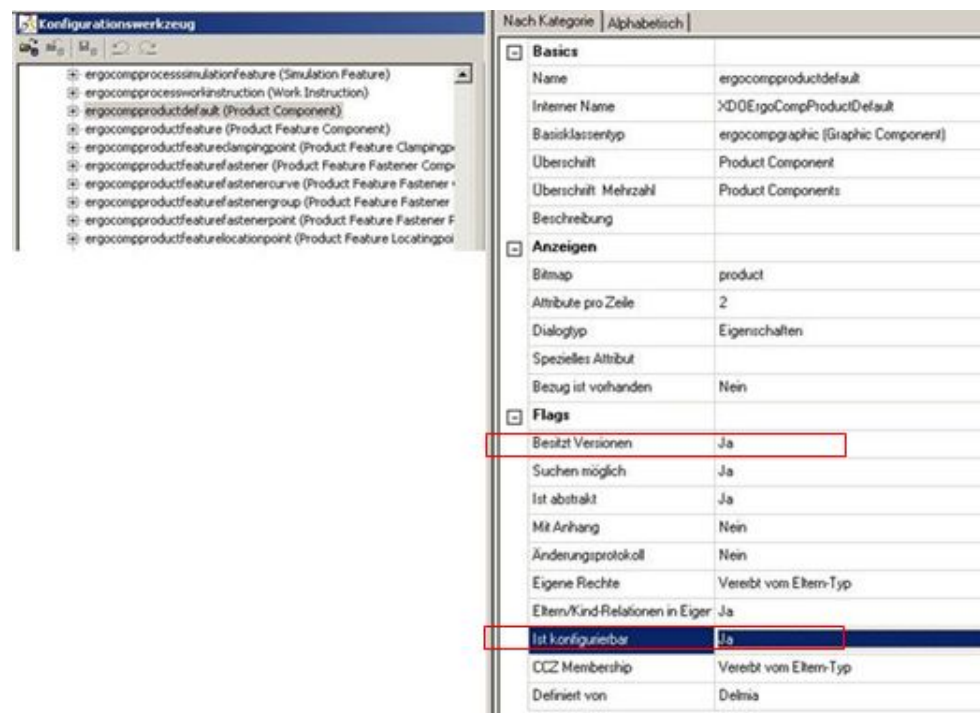 Konfigurationswerkzeug
ergocompprocesssimulationfeature (Simulation Feature)
ergocompprocessworkinstruction (Work Instruction)
ergocompproductdefault (Product Component)
ergocompproductfeature (Product Feature Component)
ergocompproductfeatureclampingpoint (Product Feature Clampingp
ergocompproductfeaturefastener (Product Feature Fastener Compo
ergocompproductfeaturefastenercurve (Product Feature Fastener
ergocompproductfeaturefastenergroup (Product Feature Fastener
ergocompproductfeaturefastenerpoint (Product Feature Fastener P
ergocompproductfeaturelocationpoint (Product Feature Locatingpoi
Nach Kategorie Alphabetisch
Basics
Name ergocompproductdefault
Interner Name XDOErgoCompProductDefault
Basisklassentyp ergocompgraphic (Graphic Component)
Überschrift Product Component
Überschrift Mehrzahl Product Components
Beschreibung
Anzeigen
Bitmap product
Attribute pro Zeile 2
Dialogtyp Eigenschaften
Spezielles Attribut
Bezug ist vorhanden Nein
Flags
Besitzt Versionen Ja
Suchen möglich Ja
Ist abstrakt Ja
Mit Anhang Nein
Änderungsprotokoll Nein
Eigene Rechte Vererbt vom Eltern-Typ
Eltern/Kind-Relationen in Eiger Ja
Ist konfigurierbar Ja
CCZ Membership Vererbt vom Eltern-Typ
Definiert von Delmia